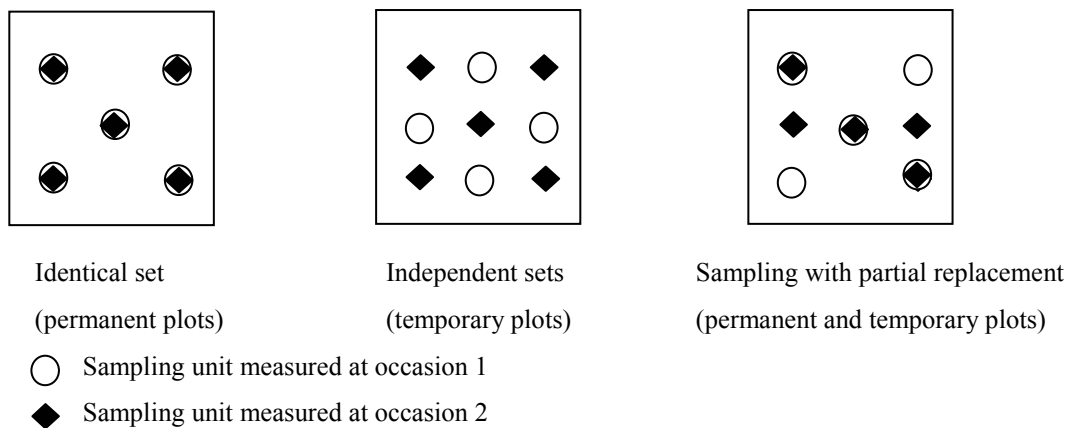 Identical set
(permanent plots)
Independent sets
(temporary plots)
Sampling with partial replacement
(permanent and temporary plots)
Sampling unit measured at occasion 1
Sampling unit measured at occasion 2